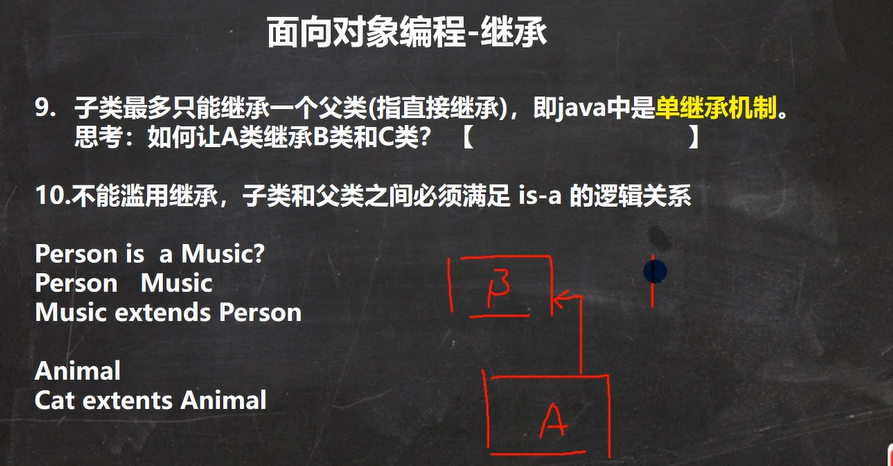 面向对象编程-继承
9. 子类最多只能继承一个父类(指直接继承)，即java中是单继承机制。
思考：如何让A类继承B类和C类？ 【 】
10.不能滥用继承，子类和父类之间必须满足 is-a 的逻辑关系
Person is a Music?
Person Music
Music extends Person
Animal
Cat extents Animal
B
A